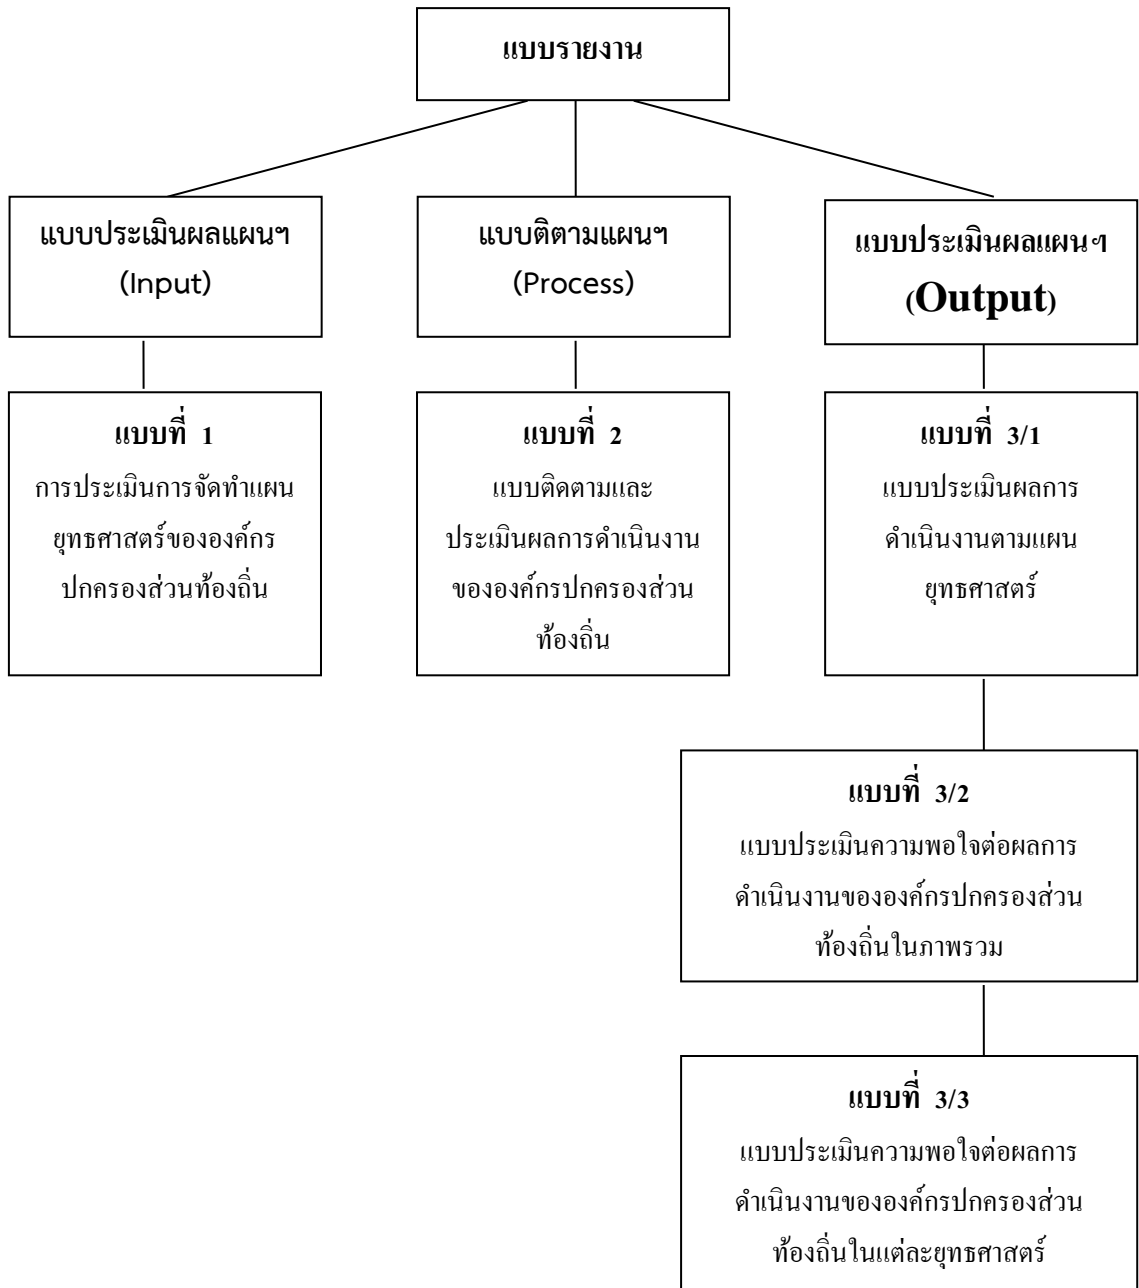 แบบรายงาน
แบบประเมินผลแผนฯ
(Input)
แบบติตามแผนฯ
(Process)
แบบประเมินผลแผนฯ
(Output)
แบบที่ 1
การประเมินการจัดทำแผน
ยุทธศาสตร์ขององค์กร
ปกครองส่วนท้องถิ่น
แบบที่ 2
แบบติดตามและ
ประเมินผลการดำเนินงาน
ขององค์กรปกครองส่วน
ท้องถิ่น
แบบที่ 3/1
แบบประเมินผลการ
ดำเนินงานตามแผน
ยุทธศาสตร์
แบบที่ 3/2
แบบประเมินความพอใจต่อผลการ
ดำเนินงานขององค์กรปกครองส่วน
ท้องถิ่นในภาพรวม
แบบที่ 3/3
แบบประเมินความพอใจต่อผลการ
ดำเนินงานขององค์กรปกครองส่วน
ท้องถิ่นในแต่ละยุทธศาสตร์